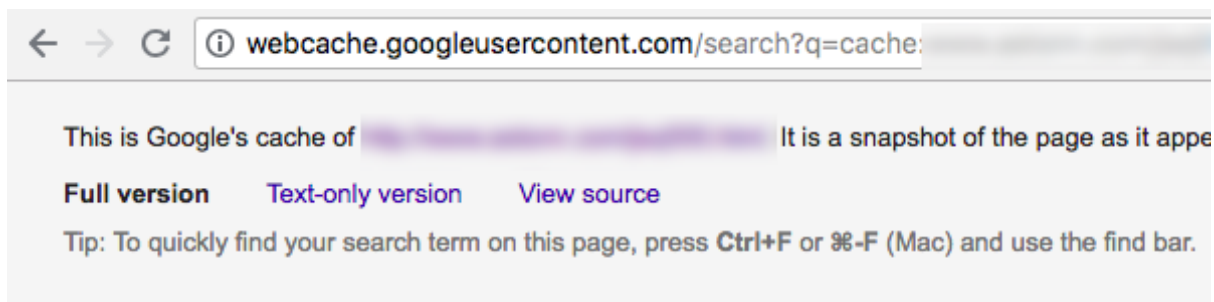 webcache.googleusercontent.com/search?q=cache:
This is Google's cache of It is a snapshot of the page as it appe
Full version Text-only version View source
Tip: To quickly find your search term on this page, press Ctrl+F or ⌘-F (Mac) and use the find bar.